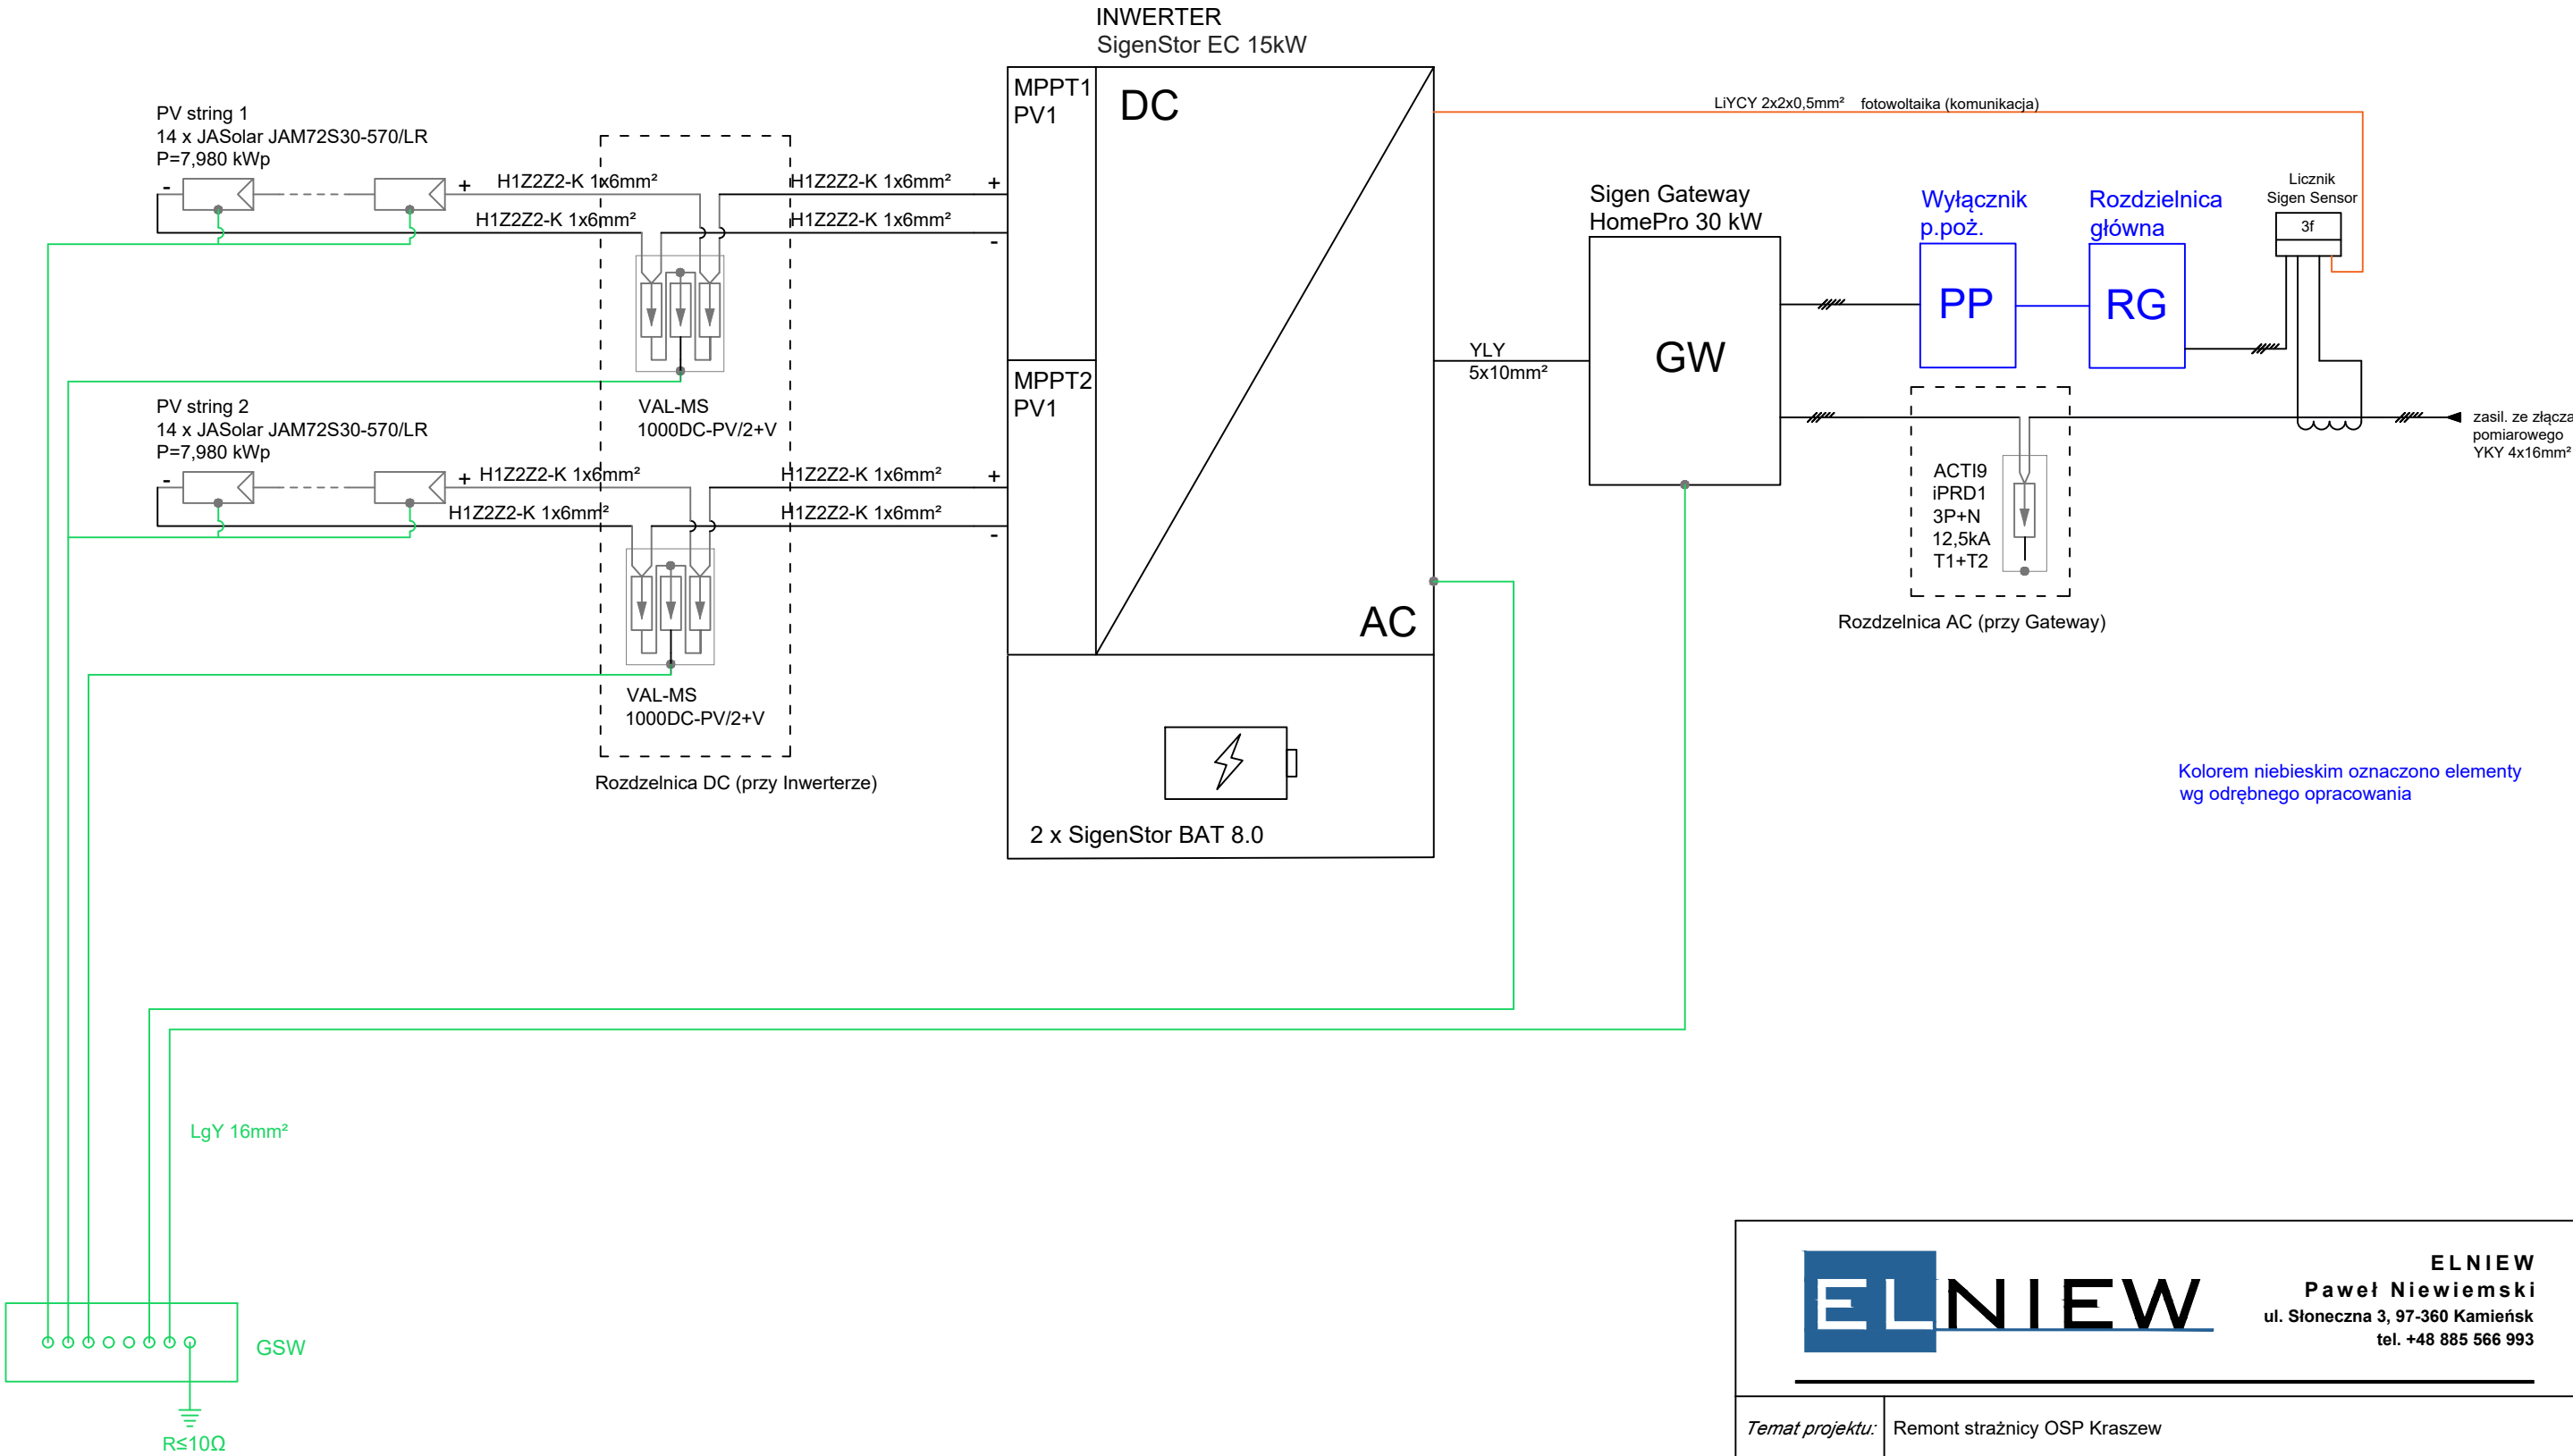 INWERTER
SigenStor EC 15kW
MPPT1
PV1
DC
LiYCY 2x2x0,5mm² fotowoltaika (komunikacja)
PV string 1
14 x JASolar JAM72S30-570/LR
P=7,980 kWp
- + H1Z2Z2-K 1x6mm² H1Z2Z2-K 1x6mm² +
H1Z2Z2-K 1x6mm² H1Z2Z2-K 1x6mm²
-
Sigen Gateway
HomePro 30 kW
GW
Wyłącznik
p.poż.
PP
Rozdzielnica
główna
RG
Licznik
Sigen Sensor
3f
YLY
5x10mm²
MPPT2
PV1
VAL-MS
1000DC-PV/2+V
PV string 2
14 x JASolar JAM72S30-570/LR
P=7,980 kWp
- + H1Z2Z2-K 1x6mm² H1Z2Z2-K 1x6mm² +
H1Z2Z2-K 1x6mm² H1Z2Z2-K 1x6mm²
-
zasil. ze złącza
pomiarowego
YKY 4x16mm²
ACTI9
iPRD1
3P+N
12,5kA
T1+T2
Rozdzelnica AC (przy Gateway)
AC
VAL-MS
1000DC-PV/2+V
Rozdzelnica DC (przy Inwerterze)
2 x SigenStor BAT 8.0
Kolorem niebieskim oznaczono elementy
wg odrębnego opracowania
LgY 16mm²
GSW
R≤10Ω
ELNIEW
ELNIEW
Paweł Niewiemski
ul. Słoneczna 3, 97-360 Kamieńsk
tel. +48 885 566 993
Temat projektu: Remont strażnicy OSP Kraszew